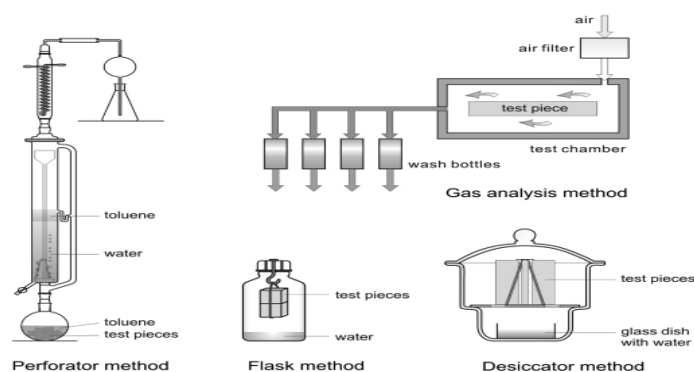 air
air filter
test piece
test chamber
wash bottles
Gas analysis method
toluene
water
toluene
test pieces
Perforator method
test pieces
water
Flask method
test pieces
glass dish
with water
Desiccator method